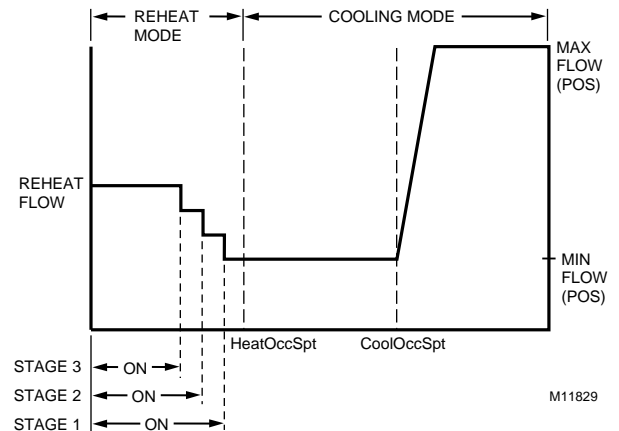 REHEAT
MODE
COOLING MODE
MAX
FLOW
(POS)
REHEAT
FLOW
MIN
FLOW
(POS)
HeatOccSpt
CoolOccSpt
STAGE 3
ON
STAGE 2
ON
STAGE 1
ON
M11829